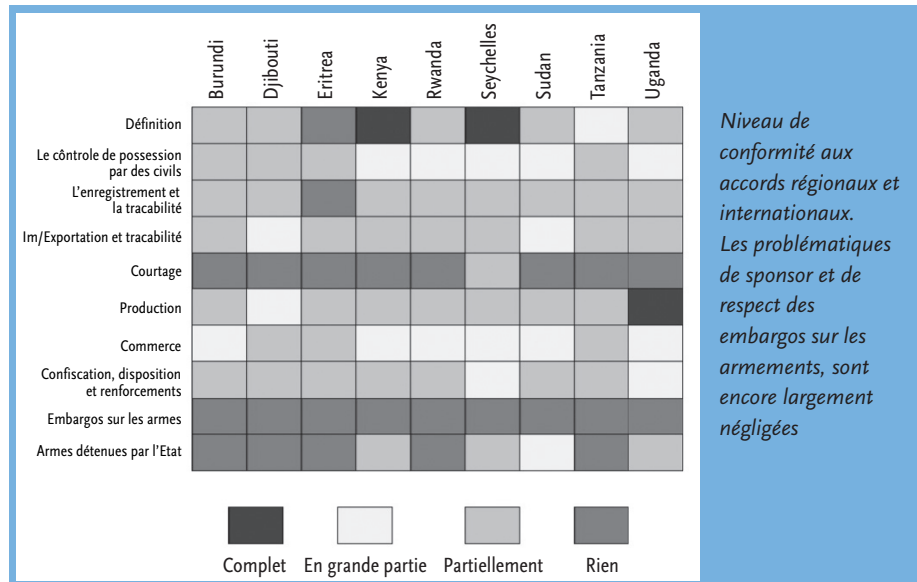 Burundi
Djibouti
Eritrea
Kenya
Rwanda
Seychelles
Sudan
Tanzania
Uganda
Définition
Le côntrole de possession
par des civils
L'enregistrement et
la tracabilité
Im/Exportation et tracabilité
Courtage
Production
Commerce
Confiscation, disposition
et renforcements
Embargos sur les armes
Armes détenues par l'Etat
Complet
En grande partie
Partiellement
Rien
Niveau de
conformité aux
accords régionaux et
internationaux.
Les problématiques
de sponsor et de
respect des
embargos sur les
armements, sont
encore largement
négligées